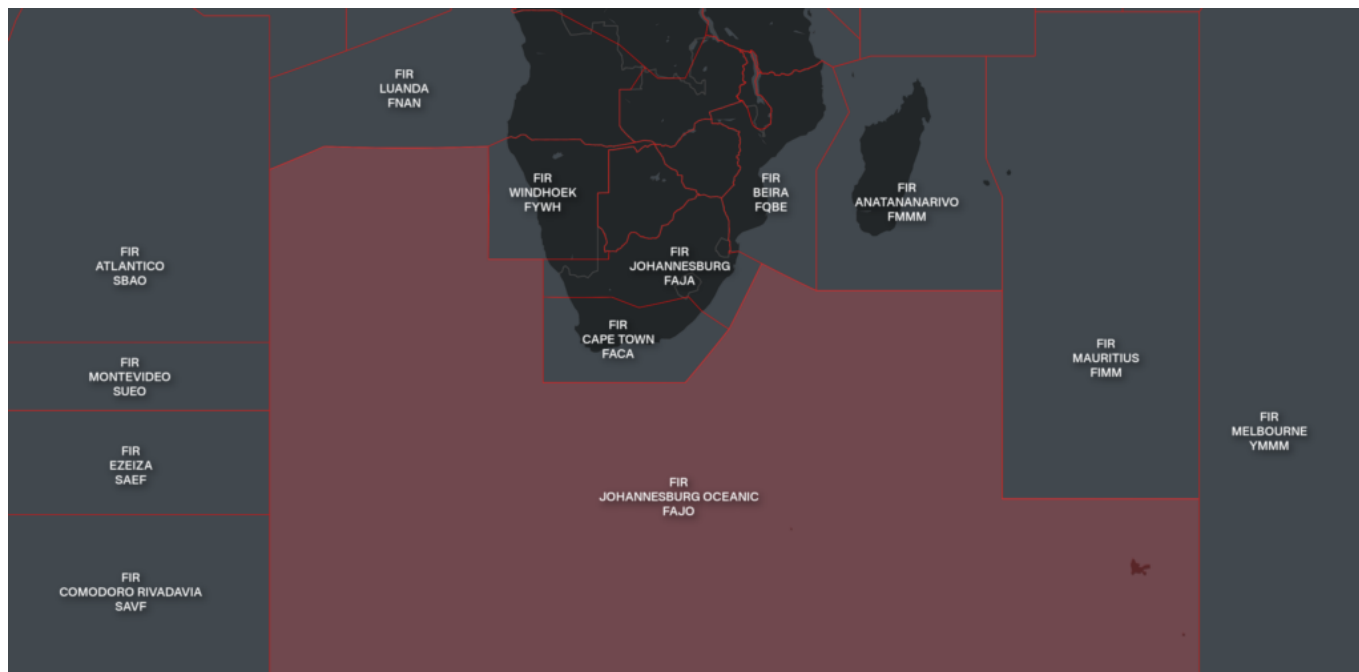 FIR
LUANDA
FNAN
FIR
WINDHOEK
FYWH
FIR
BEIRA
FQBE
FIR
ANATANANARIVO
FMMM
FIR
ATLANTICO
SBAO
FIR
JOHANNESBURG
FAJA
FIR
CAPE TOWN
FACA
FIR
MAURITIUS
FIMM
FIR
MONTEVIDEO
SUEO
FIR
MELBOURNE
YMMM
FIR
EZEIZA
SAEF
FIR
JOHANNESBURG OCEANIC
FAJO
FIR
COMODORO RIVADAVIA
SAVF